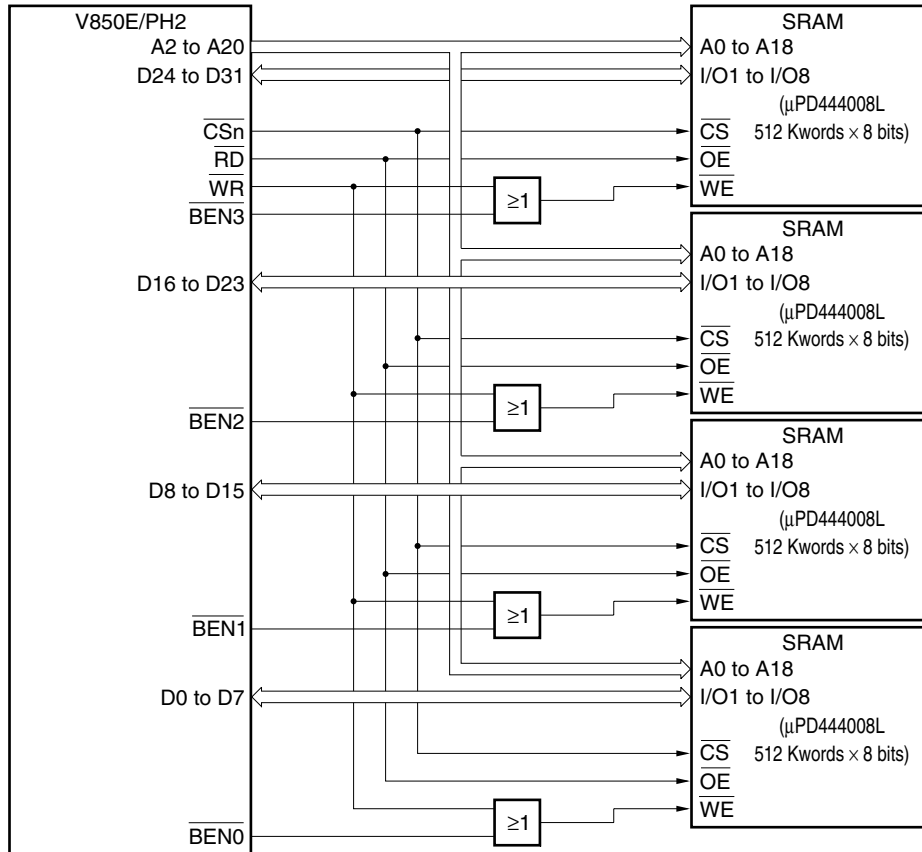 V850E/PH2
A2 to A20
D24 to D31
CSn
RD
WR
BEN3
≥1
SRAM
A0 to A18
I/O1 to I/O8
(μPD444008L
CS 512 Kwords × 8 bits)
OE
WE
D16 to D23
BEN2
≥1
SRAM
A0 to A18
I/O1 to I/O8
(μPD444008L
CS 512 Kwords × 8 bits)
OE
WE
D8 to D15
BEN1
≥1
SRAM
A0 to A18
I/O1 to I/O8
(μPD444008L
CS 512 Kwords × 8 bits)
OE
WE
D0 to D7
BEN0
≥1
SRAM
A0 to A18
I/O1 to I/O8
(μPD444008L
CS 512 Kwords × 8 bits)
OE
WE